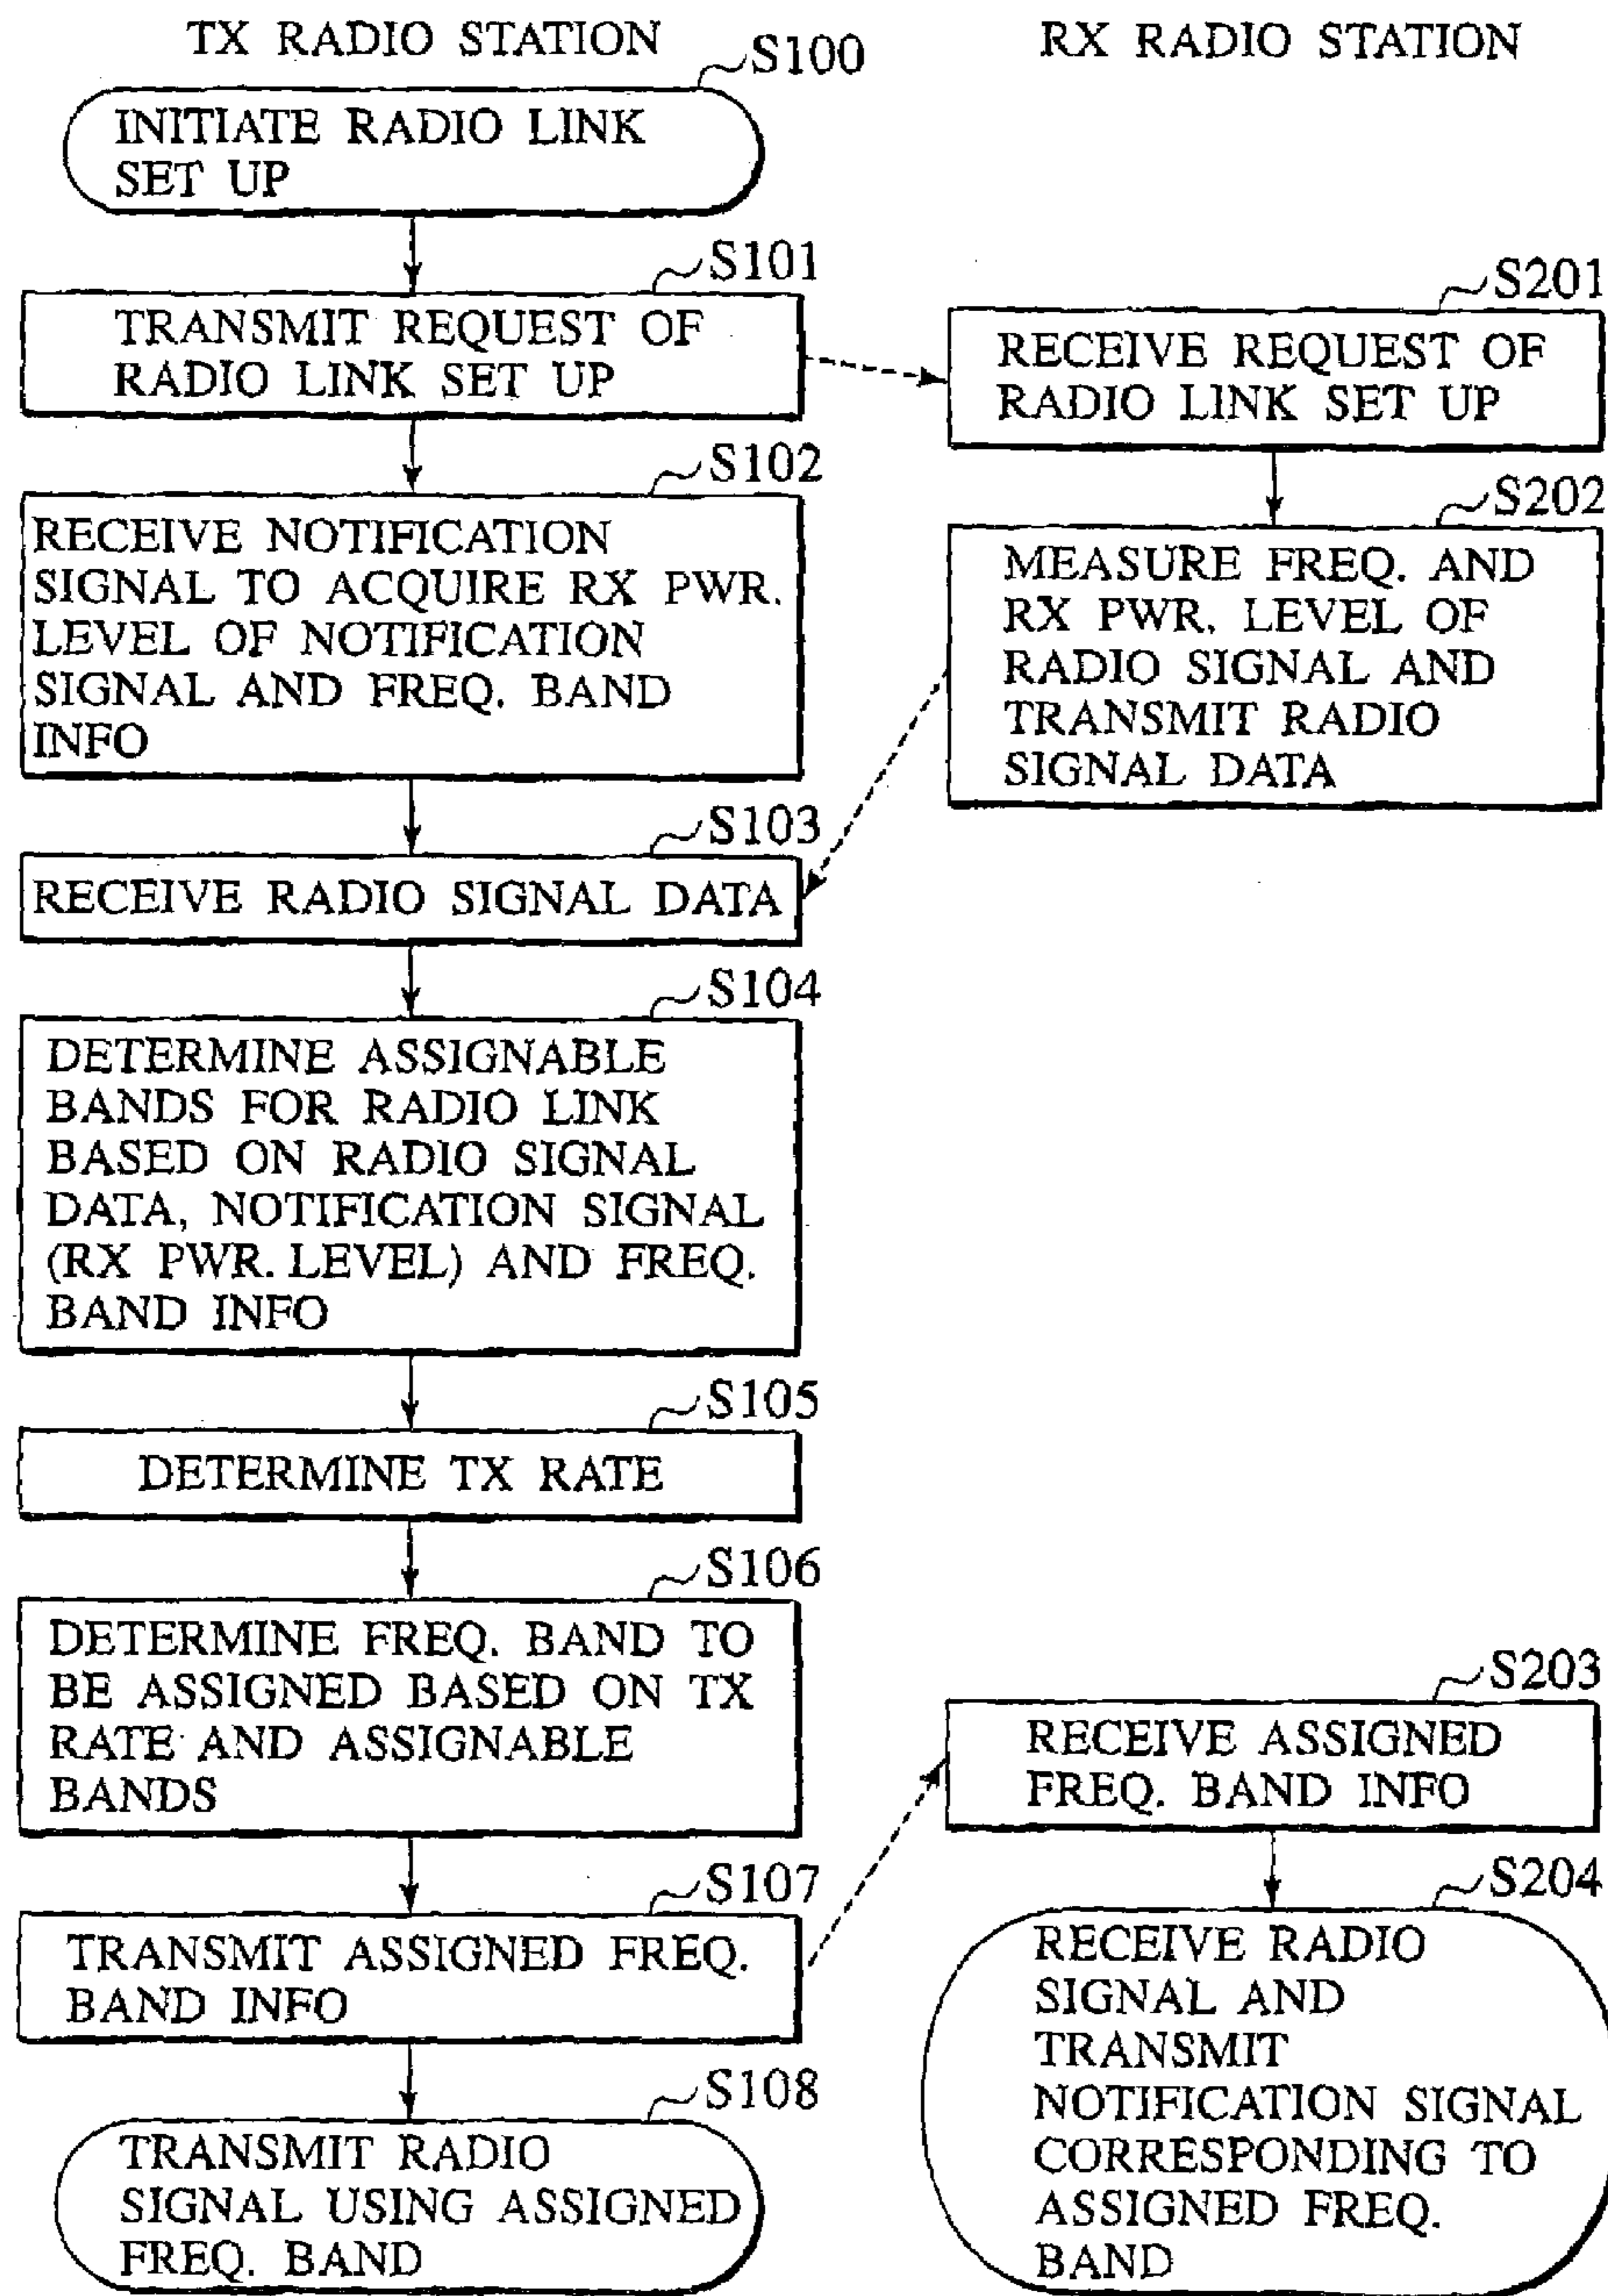 TX RADIO STATION
S100
INITIATE RADIO LINK
SET UP
S101
TRANSMIT REQUEST OF
RADIO LINK SET UP
S102
RECEIVE NOTIFICATION
SIGNAL TO ACQUIRE RX PWR.
LEVEL OF NOTIFICATION
SIGNAL AND FREQ. BAND
INFO
S103
RECEIVE RADIO SIGNAL DATA
S104
DETERMINE ASSIGNABLE
BANDS FOR RADIO LINK
BASED ON RADIO SIGNAL
DATA, NOTIFICATION SIGNAL
(RX PWR. LEVEL) AND FREQ.
BAND INFO
S105
DETERMINE TX RATE
S106
DETERMINE FREQ. BAND TO
BE ASSIGNED BASED ON TX
RATE AND ASSIGNABLE
BANDS
S107
TRANSMIT ASSIGNED FREQ.
BAND INFO
S108
TRANSMIT RADIO
SIGNAL USING ASSIGNED
FREQ. BAND
RX RADIO STATION
S201
RECEIVE REQUEST OF
RADIO LINK SET UP
S202
MEASURE FREQ. AND
RX PWR. LEVEL OF
RADIO SIGNAL AND
TRANSMIT RADIO
SIGNAL DATA
S203
RECEIVE ASSIGNED
FREQ. BAND INFO
S204
RECEIVE RADIO
SIGNAL AND
TRANSMIT
NOTIFICATION SIGNAL
CORRESPONDING TO
ASSIGNED FREQ.
BAND